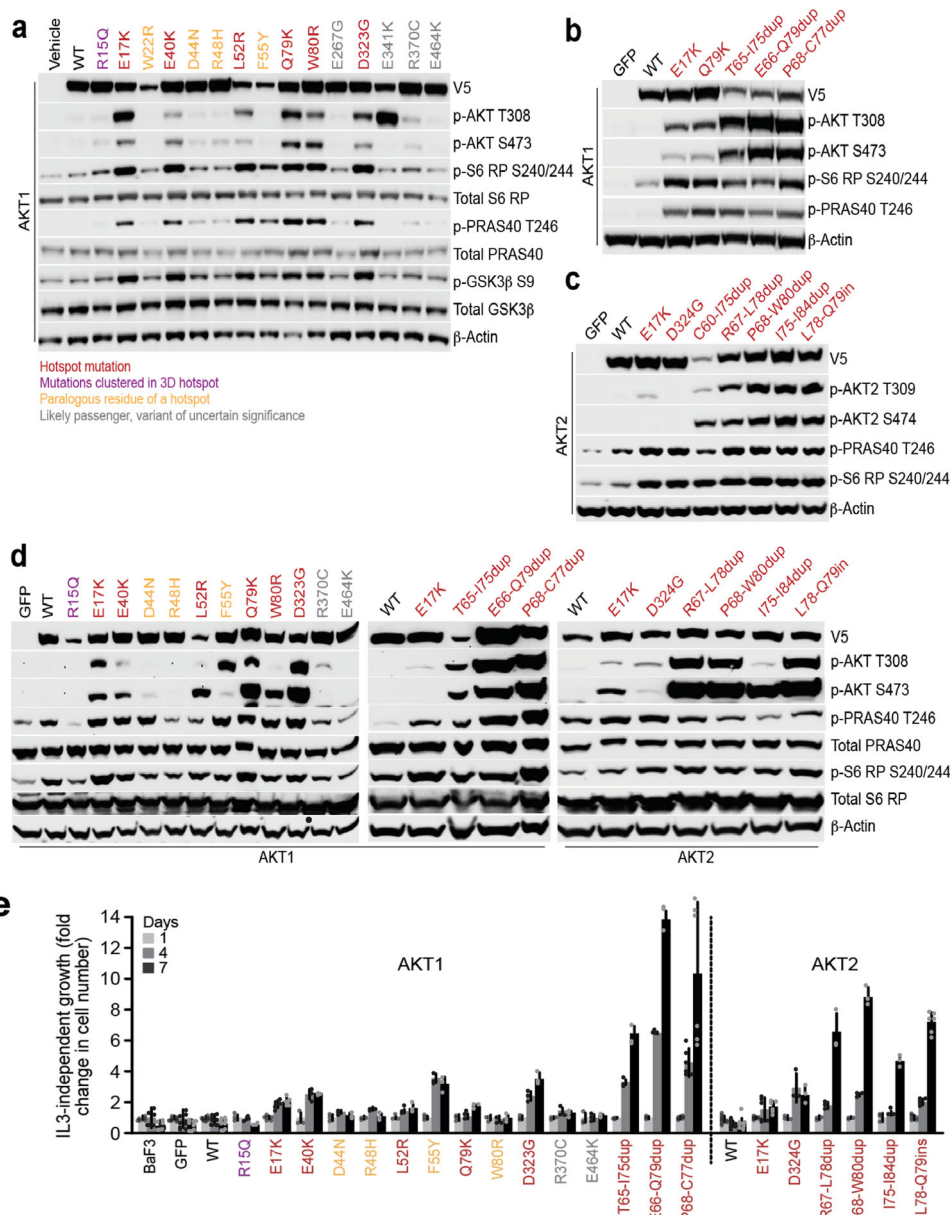 a
Vehicle
WT
R15Q
E17K
W22R
E40K
D44N
R48H
L52R
F55Y
Q79K
W80R
E267G
D323G
E341K
R370C
E464K
AKT1
V5
p-AKT T308
p-AKT S473
p-S6 RP S240/244
Total S6 RP
p-PRAS40 T246
Total PRAS40
p-GSK3β S9
Total GSK3β
β-Actin
Hotspot mutation
Mutations clustered in 3D hotspot
Paralogous residue of a hotspot
Likely passenger, variant of uncertain significance
b
GFP
WT
E17K
Q79K
T65-I75dup
E66-Q79dup
P68-C77dup
AKT1
V5
p-AKT T308
p-AKT S473
p-S6 RP S240/244
p-PRAS40 T246
β-Actin
c
GFP
WT
E17K
D324G
C60-I75dup
R67-L78dup
P68-W80dup
I75-I84dup
L78-Q79ins
AKT2
V5
p-AKT2 T309
p-AKT2 S474
p-PRAS40 T246
p-S6 RP S240/244
β-Actin
d
GFP
WT
R15Q
E17K
E40K
D44N
R48H
L52R
F55Y
Q79K
W80R
D323G
R370C
E464K
WT
E17K
T65-I75dup
E66-Q79dup
P68-C77dup
WT
E17K
D324G
R67-L78dup
P68-W80dup
I75-I84dup
L78-Q79in
V5
p-AKT T308
p-AKT S473
p-PRAS40 T246
Total PRAS40
p-S6 RP S240/244
Total S6 RP
β-Actin
AKT1
AKT2
e
IL3-independent growth (fold
change in cell number)
14
12
10
8
6
4
2
0
Days
1
4
7
AKT1
AKT2
BaF3
GFP
WT
R15Q
E17K
E40K
D44N
R48H
L52R
F55Y
Q79K
W80R
D323G
R370C
E464K
T65-I75dup
E66-Q79dup
P68-C77dup
WT
E17K
D324G
R67-L78dup
P68-W80dup
I75-I84dup
L78-Q79ins